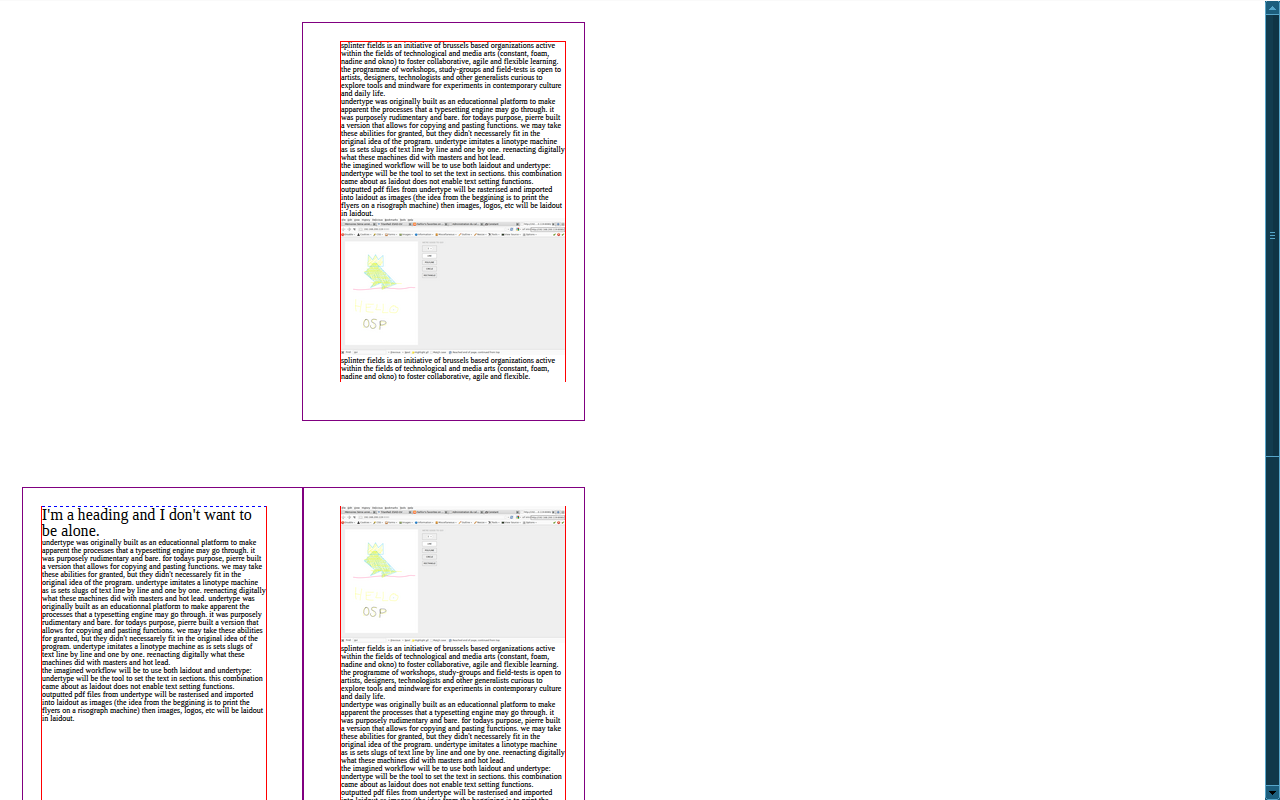 splinter fields is an initiative of brussels based organizations active
within the fields of technological and media arts (constant, foam,
nadine and okno) to foster collaborative, agile and flexible learning.
the programme of workshops, study-groups and field-tests is open to
artists, designers, technologists and other generalists curious to
explore tools and mindware for experiments in contemporary culture
and daily life.
undertype was originally built as an educationnal platform to make
apparent the processes that a typesetting engine may go through. it
was purposely rudimentary and bare. for todays purpose, pierre built
a version that allows for copying and pasting functions. we may take
these abilities for granted, but they didn't necessarely fit in the
original idea of the program. undertype imitates a linotype machine
as is sets slugs of text line by line and one by one. reenacting digitally
what these machines did with masters and hot lead.
the imagined workflow will be to use both laidout and undertype:
undertype will be the tool to set the text in sections. this combination
came about as laidout does not enable text setting functions.
outputted pdf files from undertype will be rasterised and imported
into laidout as images (the idea from the beggining is to print the
flyers on a risograph machine) then images, logos, etc will be laidout
in laidout.
OSP
splinter fields is an initiative of brussels based organizations active
within the fields of technological and media arts (constant, foam,
nadine and okno) to foster collaborative, agile and flexible.
I'm a heading and I don't want to
be alone.
undertype was originally built as an educationnal platform to make
apparent the processes that a typesetting engine may go through. it
was purposely rudimentary and bare. for todays purpose, pierre built
a version that allows for copying and pasting functions. we may take
these abilities for granted, but they didn't necessarely fit in the
original idea of the program. undertype imitates a linotype machine
as is sets slugs of text line by line and one by one. reenacting digitally
what these machines did with masters and hot lead. undertype was
originally built as an educationnal platform to make apparent the
processes that a typesetting engine may go through. it was purposely
rudimentary and bare. for todays purpose, pierre built a version that
allows for copying and pasting functions. we may take these abilities
for granted, but they didn't necessarely fit in the original idea of the
program. undertype imitates a linotype machine as is sets slugs of
text line by line and one by one. reenacting digitally what these
machines did with masters and hot lead.
the imagined workflow will be to use both laidout and undertype:
undertype will be the tool to set the text in sections. this combination
came about as laidout does not enable text setting functions.
outputted pdf files from undertype will be rasterised and imported
into laidout as images (the idea from the beggining is to print the
flyers on a risograph machine) then images, logos, etc will be laidout
in laidout.
OSP
splinter fields is an initiative of brussels based organizations active
within the fields of technological and media arts (constant, foam,
nadine and okno) to foster collaborative, agile and flexible learning.
the programme of workshops, study-groups and field-tests is open to
artists, designers, technologists and other generalists curious to
explore tools and mindware for experiments in contemporary culture
and daily life.
undertype was originally built as an educationnal platform to make
apparent the processes that a typesetting engine may go through. it
was purposely rudimentary and bare. for todays purpose, pierre built
a version that allows for copying and pasting functions. we may take
these abilities for granted, but they didn't necessarely fit in the
original idea of the program. undertype imitates a linotype machine
as is sets slugs of text line by line and one by one. reenacting digitally
what these machines did with masters and hot lead.
the imagined workflow will be to use both laidout and undertype:
undertype will be the tool to set the text in sections. this combination
came about as laidout does not enable text setting functions.
outputted pdf files from undertype will be rasterised and imported